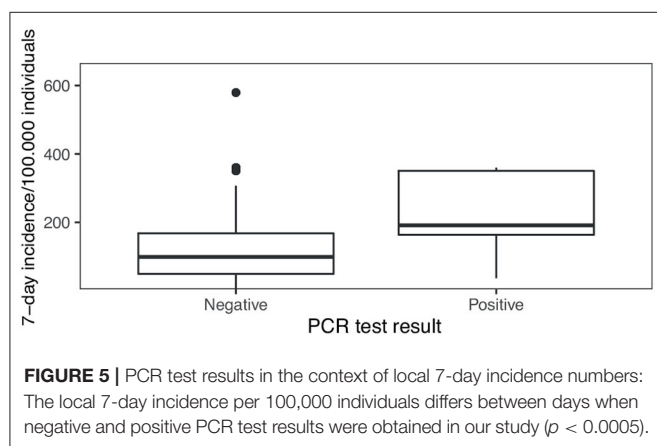 7−day incidence/100.000 individuals
600
400
200
Negative
Positive
PCR test result
FIGURE 5 | PCR test results in the context of local 7-day incidence numbers:
The local 7-day incidence per 100,000 individuals differs between days when
negative and positive PCR test results were obtained in our study (p < 0.0005).